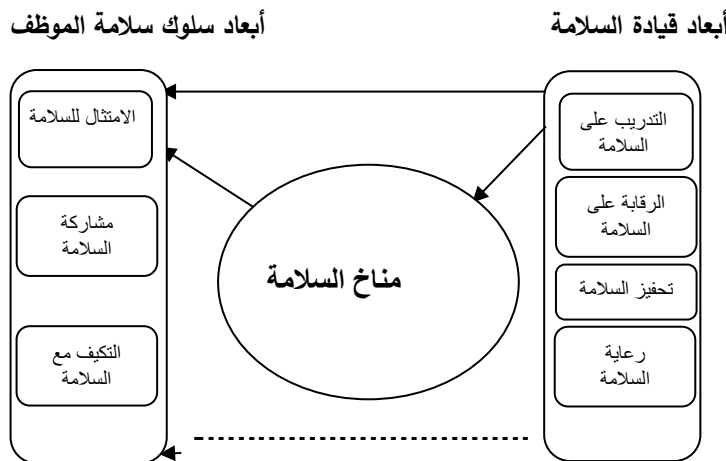 أبعاد قيادة السلامة
أبعاد سلوك سلامة الموظف
التدريب على
السلامة
الرقابة على
السلامة
تحفيز السلامة
رعاية
السلامة
مناخ السلامة
الامتثال للسلامة
مشاركة
السلامة
التكيف مع
السلامة